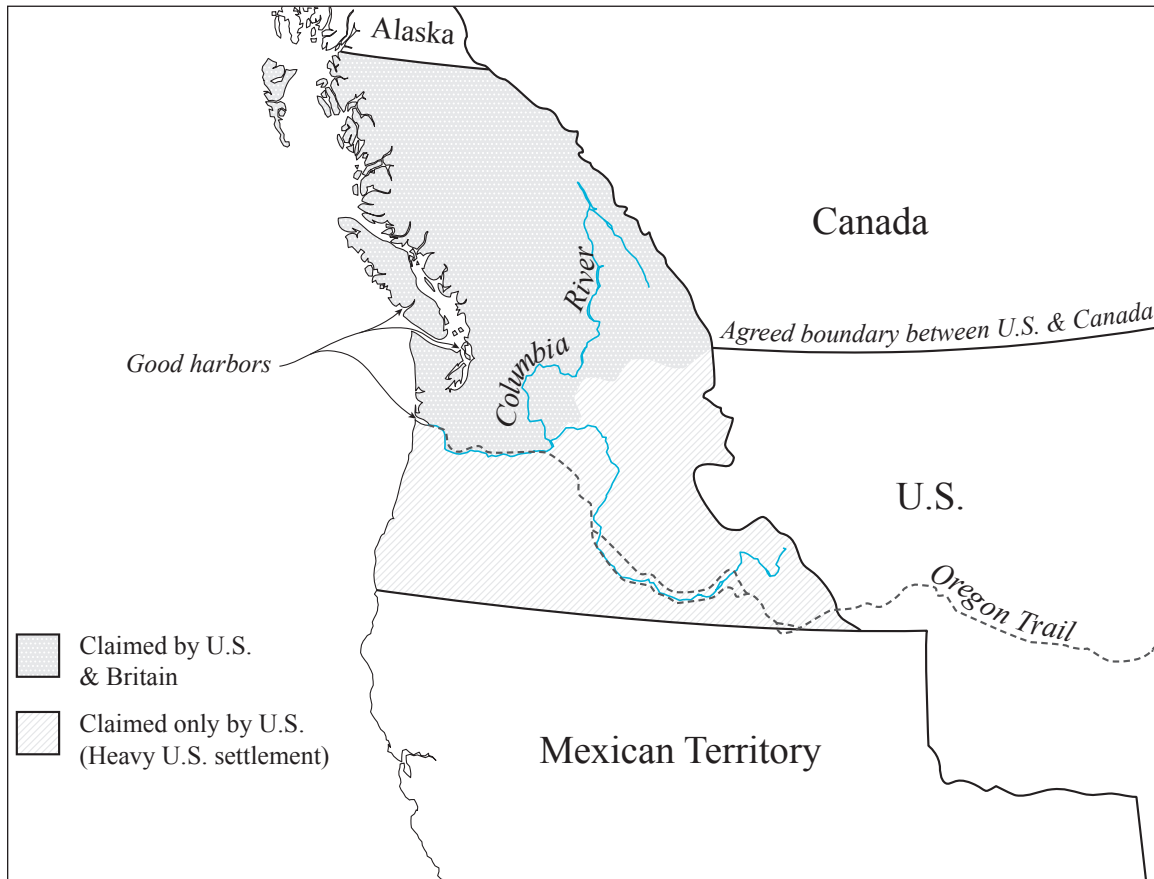 Alaska
Canada
Columbia River
Agreed boundary between U.S. & Canada
Good harbors
U.S.
Oregon Trail
Claimed by U.S.
& Britain
Claimed only by U.S.
(Heavy U.S. settlement)
Mexican Territory